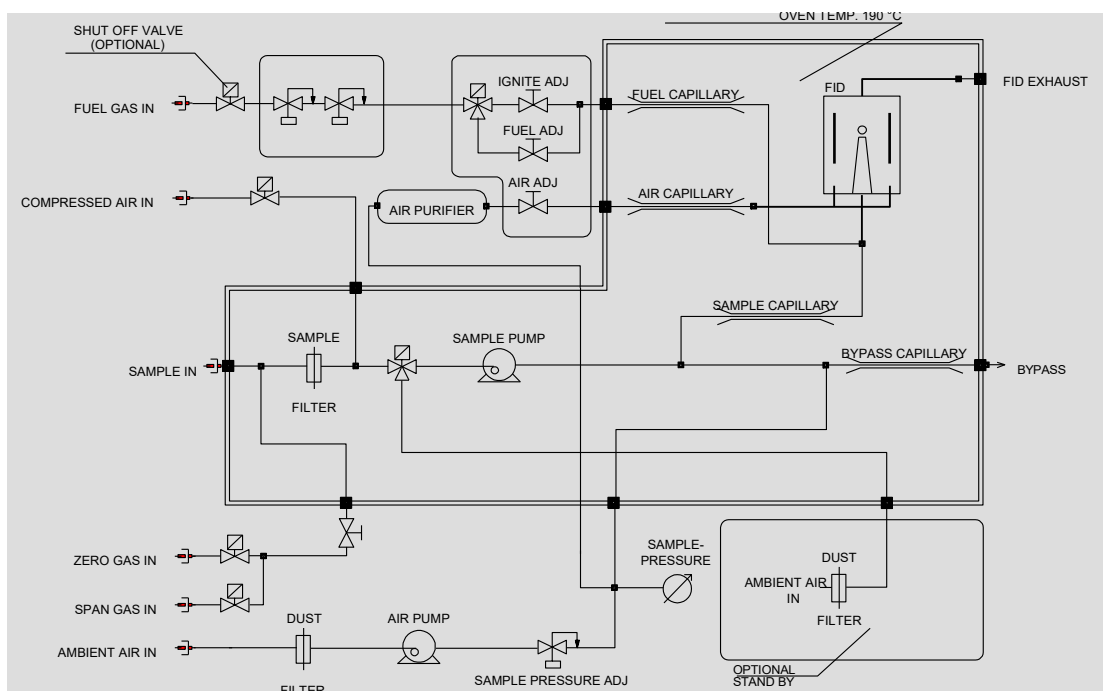 OVEN TEMP. 190 °C
SHUT OFF VALVE
(OPTIONAL)
FID EXHAUST
IGNITE ADJ
FUEL CAPILLARY
FID
FUEL GAS IN
FUEL ADJ
AIR ADJ
AIR CAPILLARY
COMPRESSED AIR IN
AIR PURIFIER
SAMPLE CAPILLARY
SAMPLE
SAMPLE PUMP
BYPASS CAPILLARY
SAMPLE IN
BYPASS
FILTER
SAMPLE-
PRESSURE
ZERO GAS IN
DUST
AMBIENT AIR
IN
FILTER
SPAN GAS IN
DUST
AIR PUMP
AMBIENT AIR IN
FILTER
SAMPLE PRESSURE ADJ
OPTIONAL
STAND BY